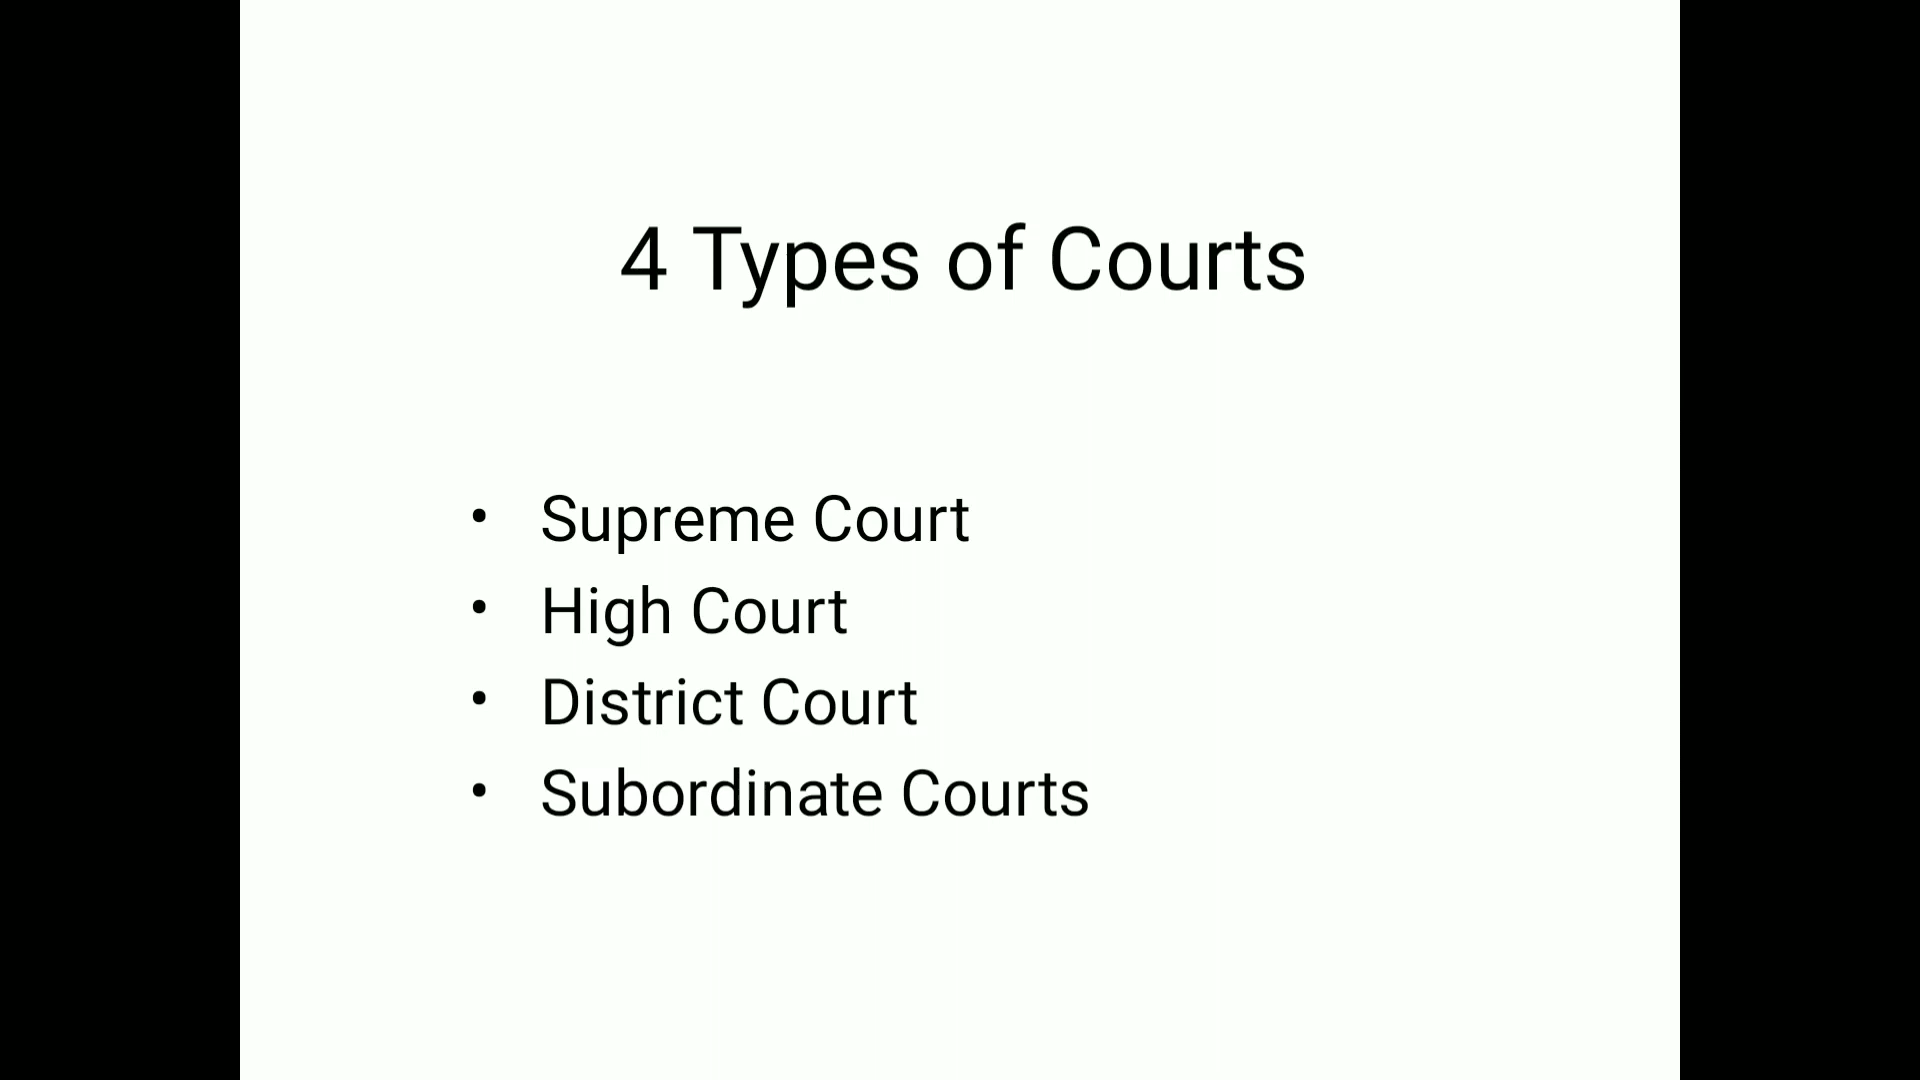 4 Types of Courts
• Supreme Court
• High Court
• District Court
• Subordinate Courts